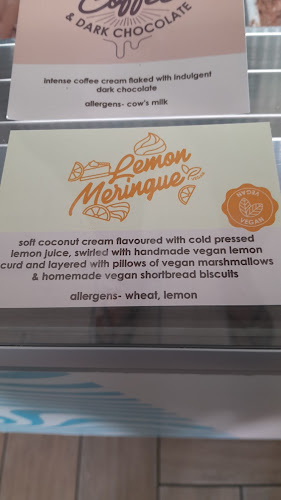 Coffee
& DARK CHOCOLATE
intense coffee cream flaked with indulgent
dark chocolate
allergens- cow's milk
Lemon
Meringue
VEGAN
soft coconut cream flavoured with cold pressed
lemon juice, swirled with handmade vegan lemon
curd and layered with pillows of vegan marshmallows
& homemade vegan shortbread biscuits
allergens- wheat, lemon